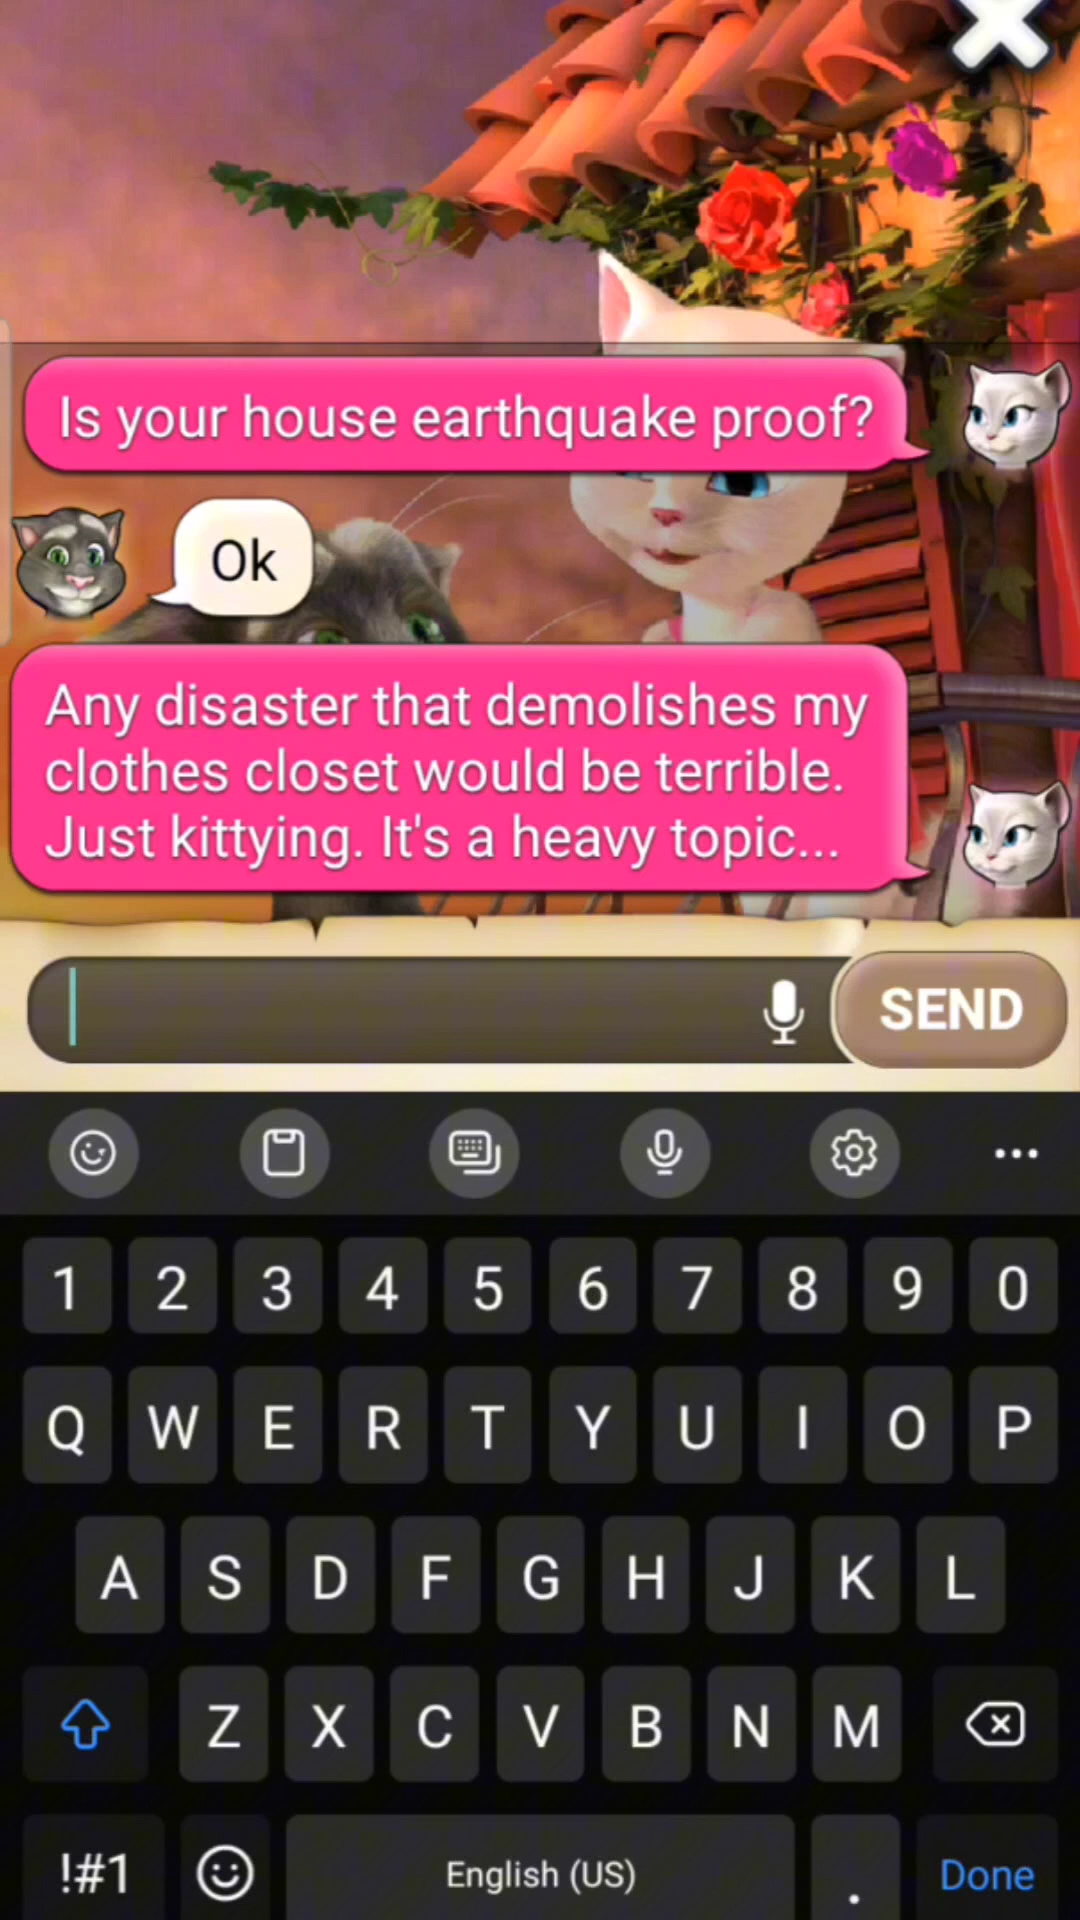 Is your house earthquake proof?
Ok
Any disaster that demolishes my
clothes closet would be terrible.
Just kittying. It's a heavy topic...
SEND
1 2 3 4 5 6 7 8 9 0
Q W E R T Y U I O P
A S D F G H J K L
Z X C V B N M
!#1 English (US) . Done